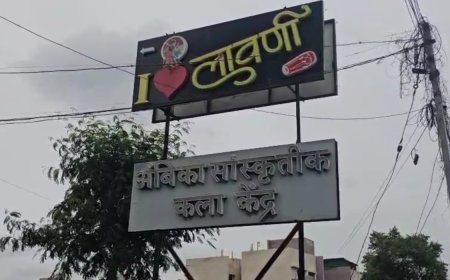 I लावणी
अंबिका सांस्कृतीक
कला केंद्र